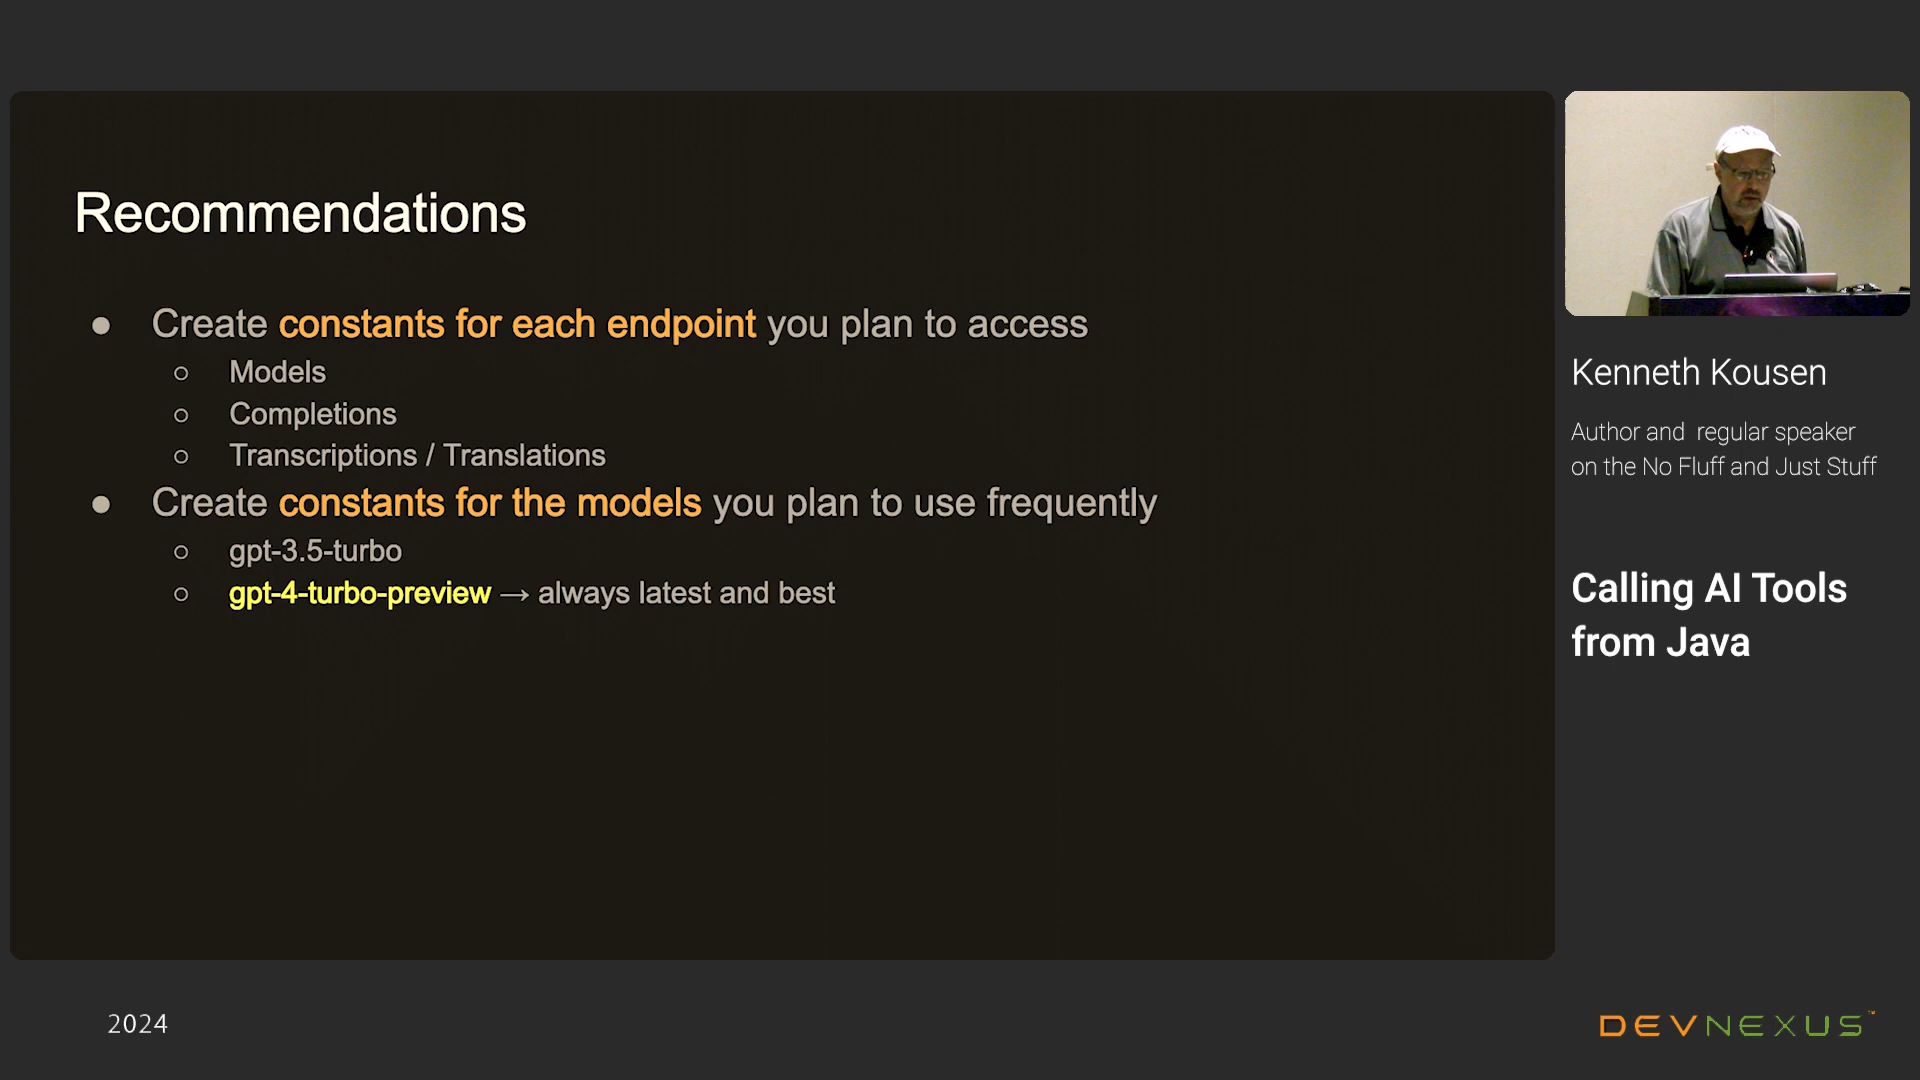 Recommendations
● Create constants for each endpoint you plan to access
○ Models
○ Completions
○ Transcriptions / Translations
● Create constants for the models you plan to use frequently
○ gpt-3.5-turbo
○ gpt-4-turbo-preview → always latest and best
Kenneth Kousen
Author and regular speaker
on the No Fluff and Just Stuff
Calling AI Tools
from Java
2024
DEVNEXUS™